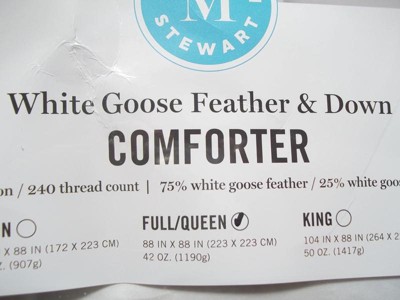 M
STEWART
White Goose Feather & Down
COMFORTER
on / 240 thread count | 75% white goose feather / 25% white goos
N FULL/QUEEN KING
X 88 IN (172 X 223 CM) 88 IN X 88 IN (223 X 223 CM) 104 IN X 88 IN (264 X 2
Z. (907g) 42 OZ. (1190g) 50 OZ. (1417g)